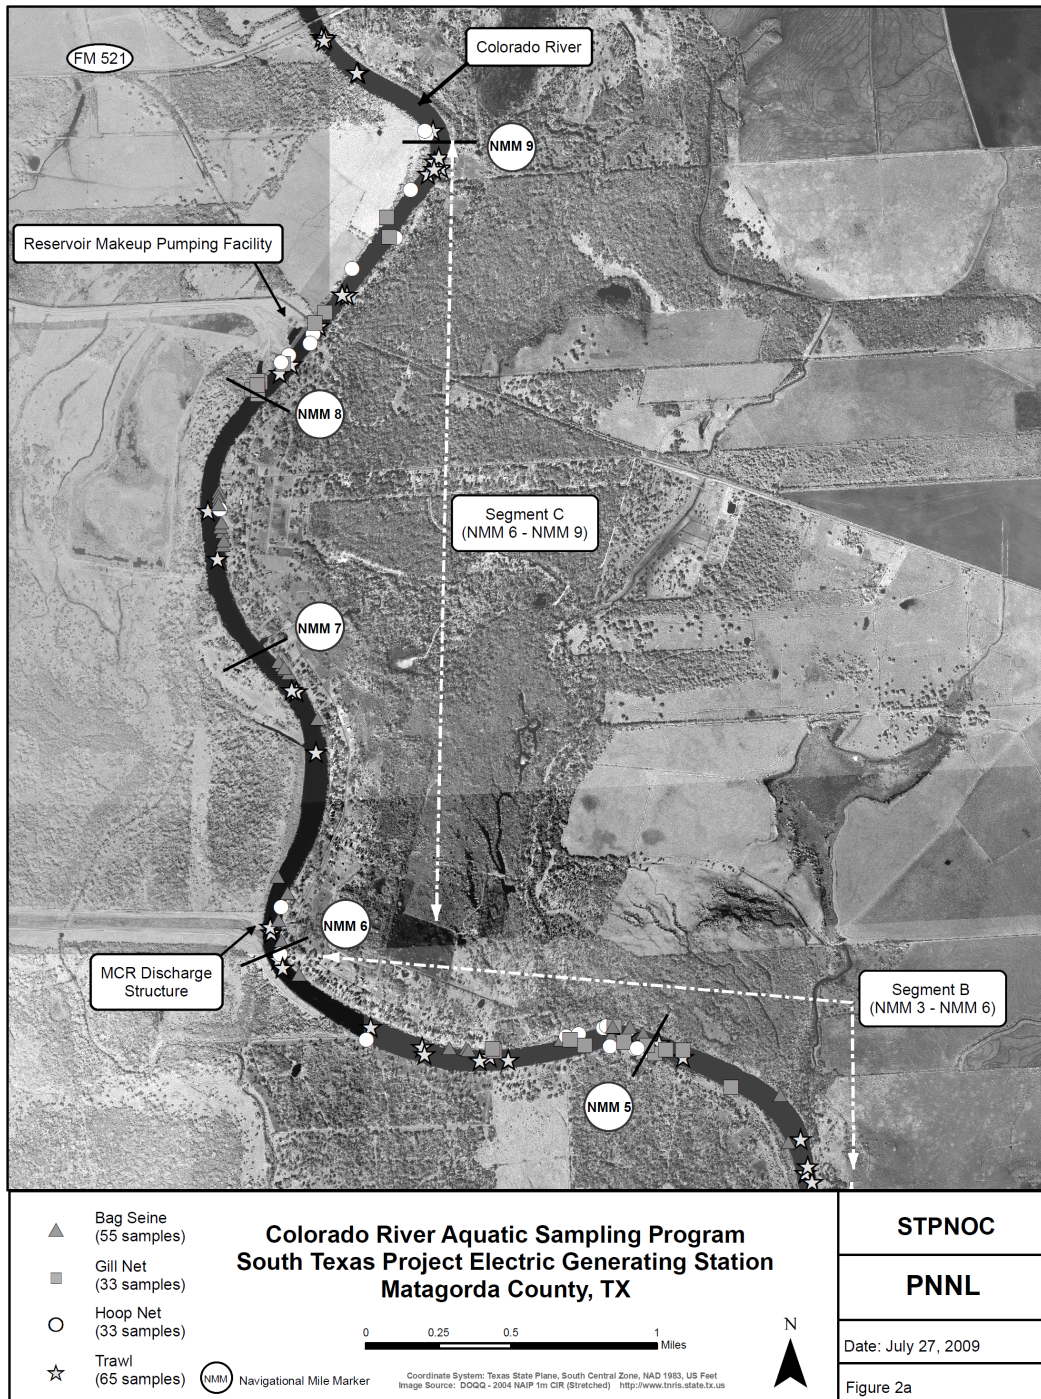 FM 521
Colorado River
NMM 9
Reservoir Makeup Pumping Facility
NMM 8
Segment C
(NMM 6 - NMM 9)
NMM 7
NMM 6
MCR Discharge
Structure
Segment B
(NMM 3 - NMM 6)
NMM 5
Bag Seine
(55 samples)
Gill Net
(33 samples)
Hoop Net
(33 samples)
Trawl
(65 samples)
NMM Navigational Mile Marker
Colorado River Aquatic Sampling Program
South Texas Project Electric Generating Station
Matagorda County, TX
0 0.25 0.5 1
Miles
N
Coordinate System: Texas State Plane, South Central Zone, NAD 1983, US Feet
Image Source: DOQQ - 2004 NAIP 1m CIR (Stretched) http://www.tnris.state.tx.us
STPNOC
PNNL
Date: July 27, 2009
Figure 2a